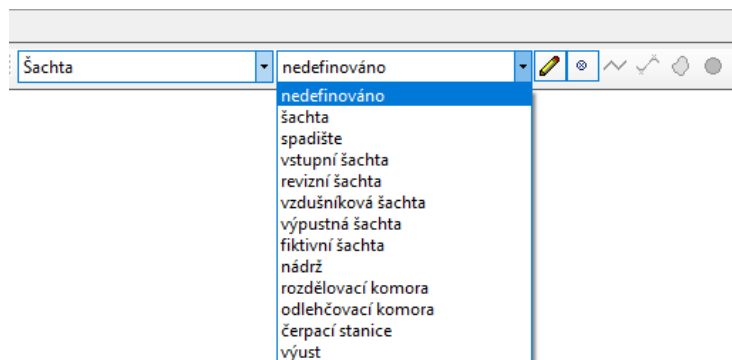 Šachta nedefinováno
nedefinováno
šachta
spadiště
vstupní šachta
revizní šachta
vzdušníková šachta
výpustná šachta
fiktivní šachta
nádrž
rozdělovací komora
odlehčovací komora
čerpací stanice
výust